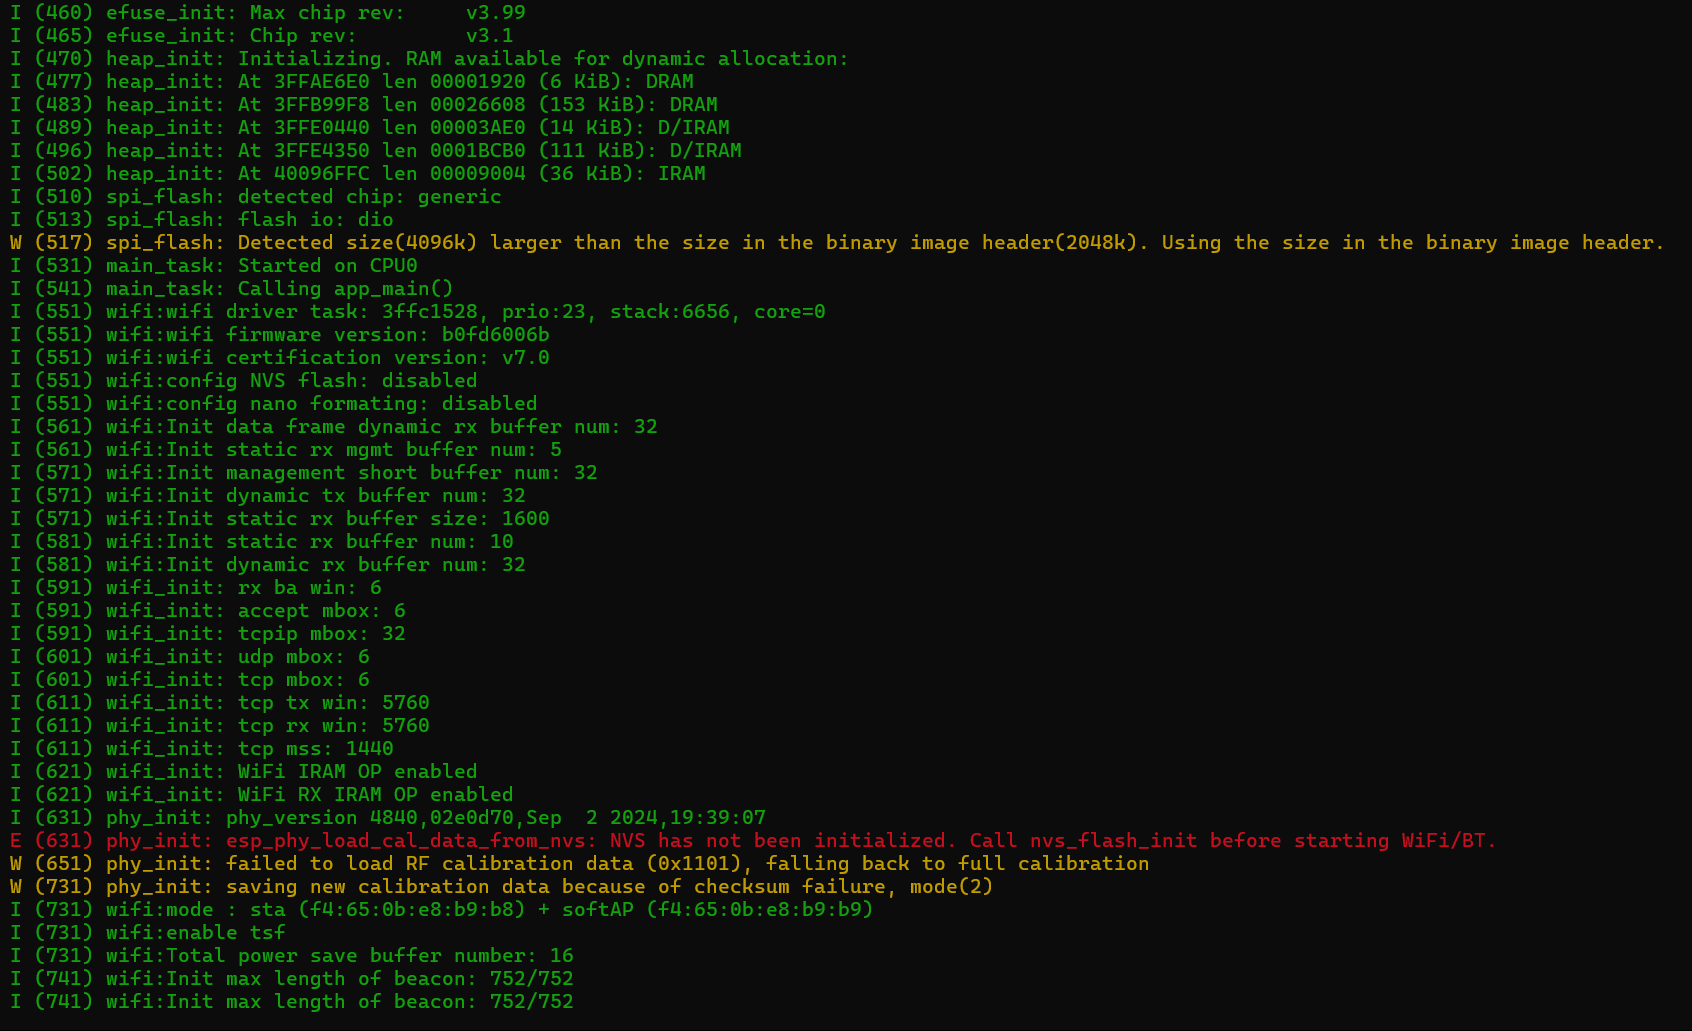 I (460) efuse_init: Max chip rev:     v3.99
I (465) efuse_init: Chip rev:         v3.1
I (470) heap_init: Initializing. RAM available for dynamic allocation:
I (477) heap_init: At 3FFAE6E0 len 00001920 (6 KiB): DRAM
I (483) heap_init: At 3FFB99F8 len 00026608 (153 KiB): DRAM
I (489) heap_init: At 3FFE0440 len 00003AE0 (14 KiB): D/IRAM
I (496) heap_init: At 3FFE4350 len 0001BCB0 (111 KiB): D/IRAM
I (502) heap_init: At 40096FFC len 00009004 (36 KiB): IRAM
I (510) spi_flash: detected chip: generic
I (513) spi_flash: flash io: dio
W (517) spi_flash: Detected size(4096k) larger than the size in the binary image header(2048k). Using the size in the binary image header.
I (531) main_task: Started on CPU0
I (541) main_task: Calling app_main()
I (551) wifi:wifi driver task: 3ffc1528, prio:23, stack:6656, core=0
I (551) wifi:wifi firmware version: b0fd6006b
I (551) wifi:wifi certification version: v7.0
I (551) wifi:config NVS flash: disabled
I (551) wifi:config nano formating: disabled
I (561) wifi:Init data frame dynamic rx buffer num: 32
I (561) wifi:Init static rx mgmt buffer num: 5
I (571) wifi:Init management short buffer num: 32
I (571) wifi:Init dynamic tx buffer num: 32
I (571) wifi:Init static rx buffer size: 1600
I (581) wifi:Init static rx buffer num: 10
I (581) wifi:Init dynamic rx buffer num: 32
I (591) wifi_init: rx ba win: 6
I (591) wifi_init: accept mbox: 6
I (591) wifi_init: tcpip mbox: 32
I (601) wifi_init: udp mbox: 6
I (601) wifi_init: tcp mbox: 6
I (611) wifi_init: tcp tx win: 5760
I (611) wifi_init: tcp rx win: 5760
I (611) wifi_init: tcp mss: 1440
I (621) wifi_init: WiFi IRAM OP enabled
I (621) wifi_init: WiFi RX IRAM OP enabled
I (631) phy_init: phy_version 4840,02e0d70,Sep  2 2024,19:39:07
E (631) phy_init: esp_phy_load_cal_data_from_nvs: NVS has not been initialized. Call nvs_flash_init before starting WiFi/BT.
W (651) phy_init: failed to load RF calibration data (0x1101), falling back to full calibration
W (731) phy_init: saving new calibration data because of checksum failure, mode(2)
I (731) wifi:mode : sta (f4:65:0b:e8:b9:b8) + softAP (f4:65:0b:e8:b9:b9)
I (731) wifi:enable tsf
I (731) wifi:Total power save buffer number: 16
I (741) wifi:Init max length of beacon: 752/752
I (741) wifi:Init max length of beacon: 752/752